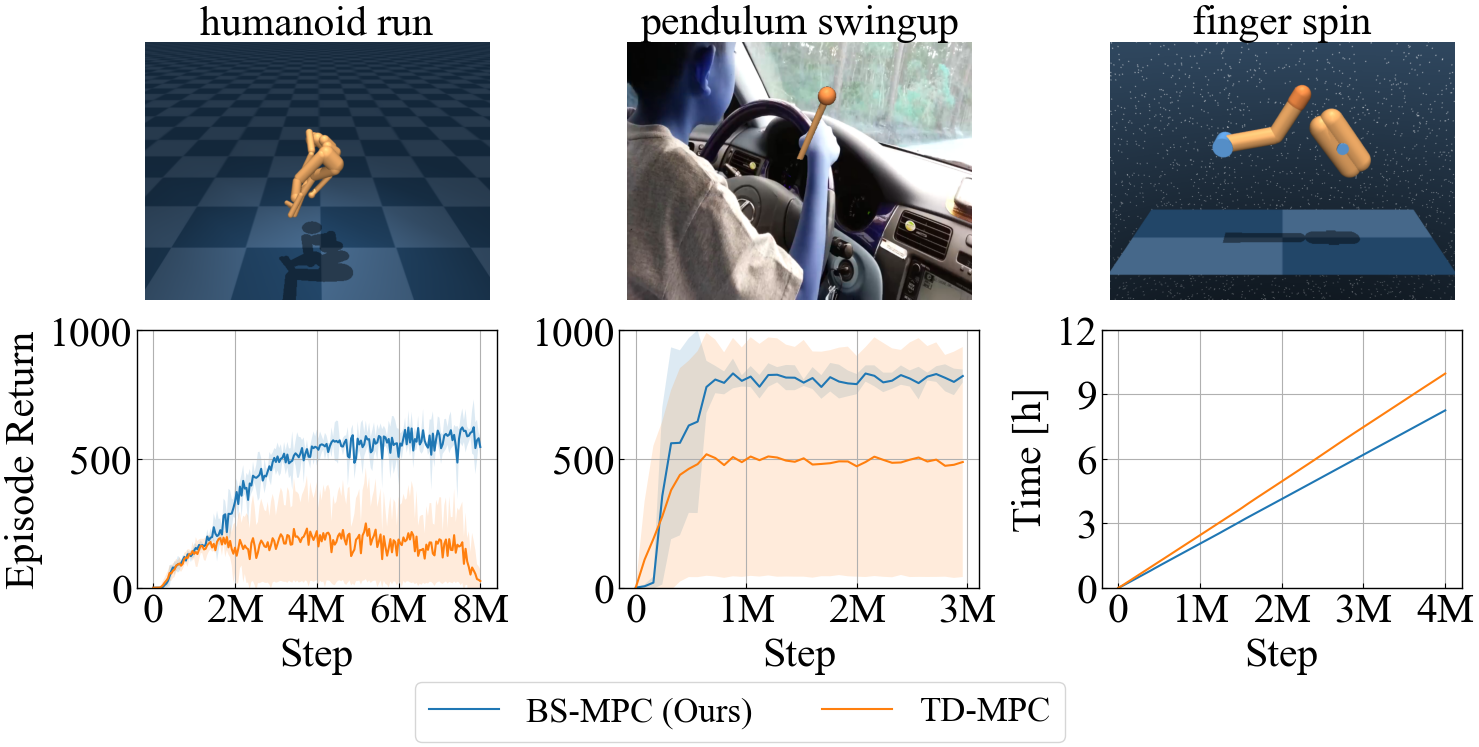 humanoid run
pendulum swingup
finger spin
Episode Return
1000
500
0
0 2M 4M 6M 8M
Step
1000
500
0
0 1M 2M 3M
Step
Time [h]
12
9
6
3
0
0 1M 2M 3M 4M
Step
BS-MPC (Ours)
TD-MPC